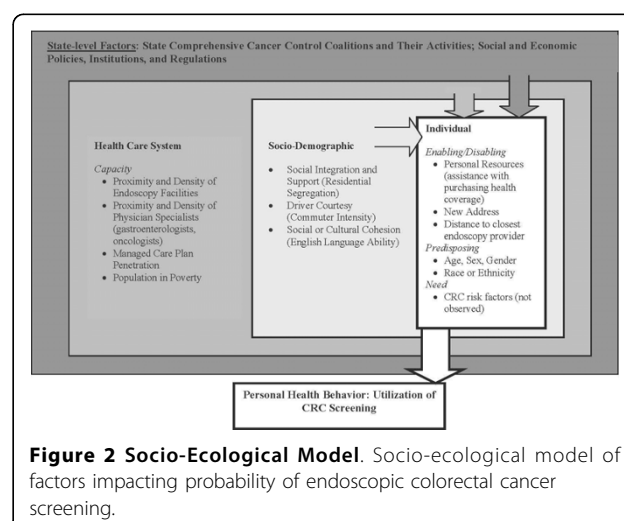 State-level Factors: State Comprehensive Cancer Control Coalitions and Their Activities; Social and Economic
Policies, Institutions, and Regulations
Health Care System
Capacity
• Proximity and Density of
Endoscopy Facilities
• Proximity and Density of
Physician Specialists
(gastroenterologists,
oncologists)
• Managed Care Plan
Penetration
• Population in Poverty
Socio-Demographic
• Social Integration and
Support (Residential
Segregation)
• Driver Courtesy
(Commuter Intensity)
• Social or Cultural Cohesion
(English Language Ability)
Individual
Enabling/Disabling
• Personal Resources
(assistance with
purchasing health
coverage)
• New Address
• Distance to closest
endoscopy provider
Predisposing
• Age, Sex, Gender
• Race or Ethnicity
Need
• CRC risk factors (not
observed)
Personal Health Behavior: Utilization of
CRC Screening
Figure 2 Socio-Ecological Model. Socio-ecological model of
factors impacting probability of endoscopic colorectal cancer
screening.